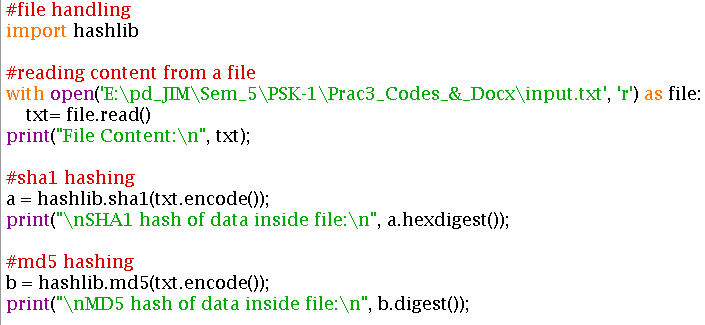 #file handling
import hashlib
#reading content from a file
with open('E:\pd_JIM\Sem_5\PSK-1\Prac3_Codes_&_Docx\input.txt', 'r') as file:
    txt= file.read()
print("File Content:\n", txt);
#sha1 hashing
a = hashlib.sha1(txt.encode());
print("\nSHA1 hash of data inside file:\n", a.hexdigest());
#md5 hashing
b = hashlib.md5(txt.encode());
print("\nMD5 hash of data inside file:\n", b.digest());